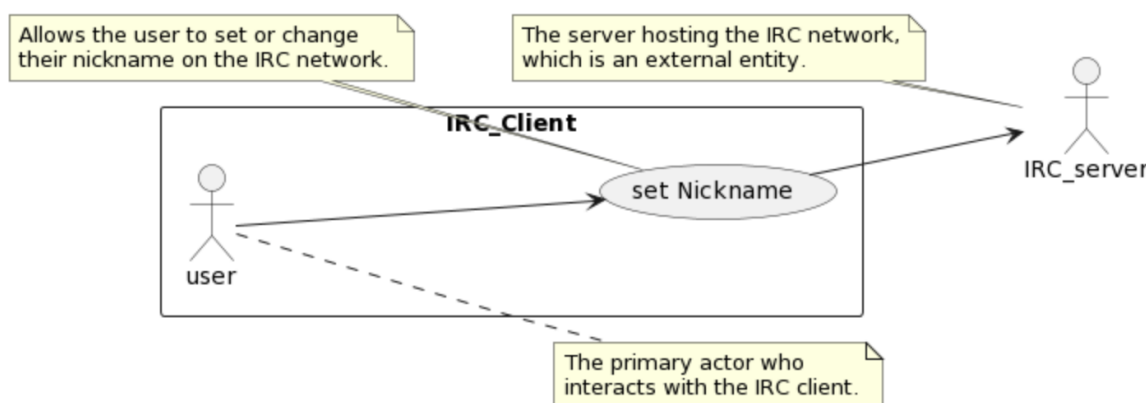 Allows the user to set or change
their nickname on the IRC network.
The server hosting the IRC network,
which is an external entity.
IRC_Client
IRC_server
set Nickname
user
The primary actor who
interacts with the IRC client.